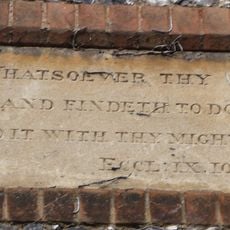 HATSOEVER THY
AND FINDETH TO DO
IT WITH THY MIGH
ECCL: IX. 10